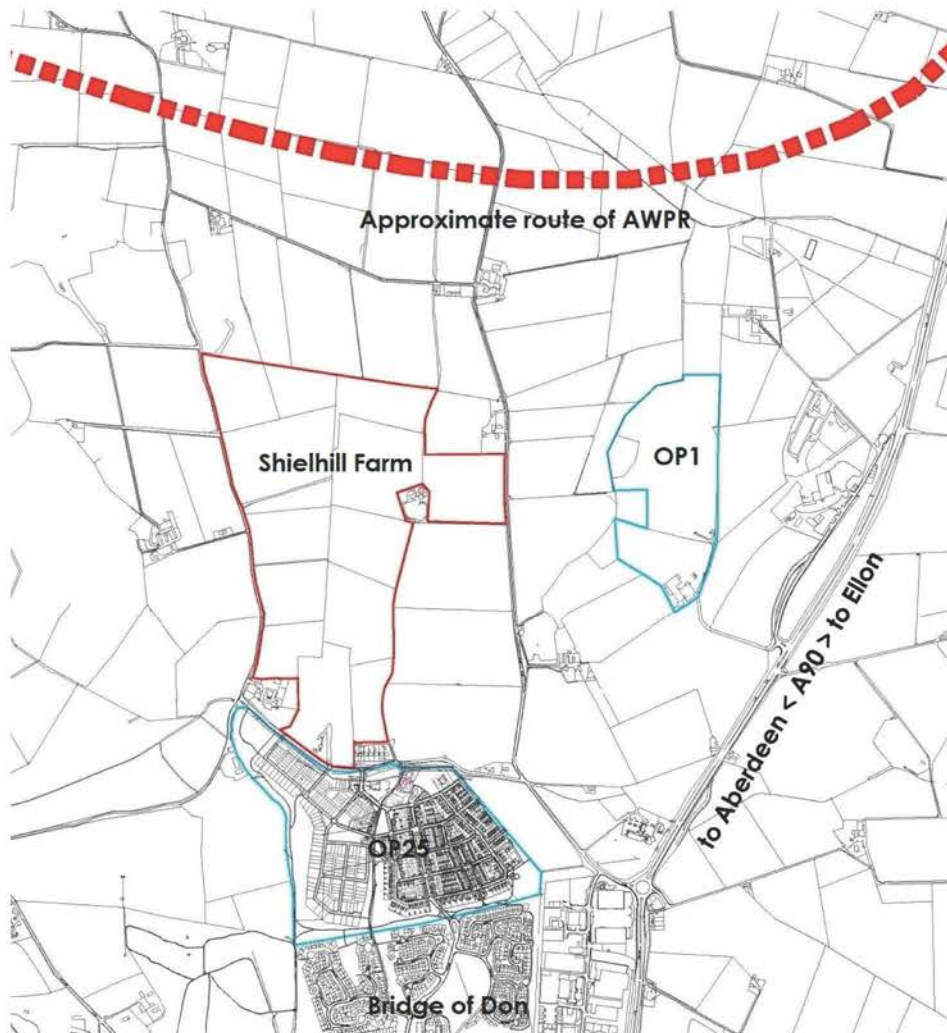 Approximate route of AWPR
Shielhill Farm
OP1
to Aberdeen < A90 > to Ellon
OP25
Bridge of Don